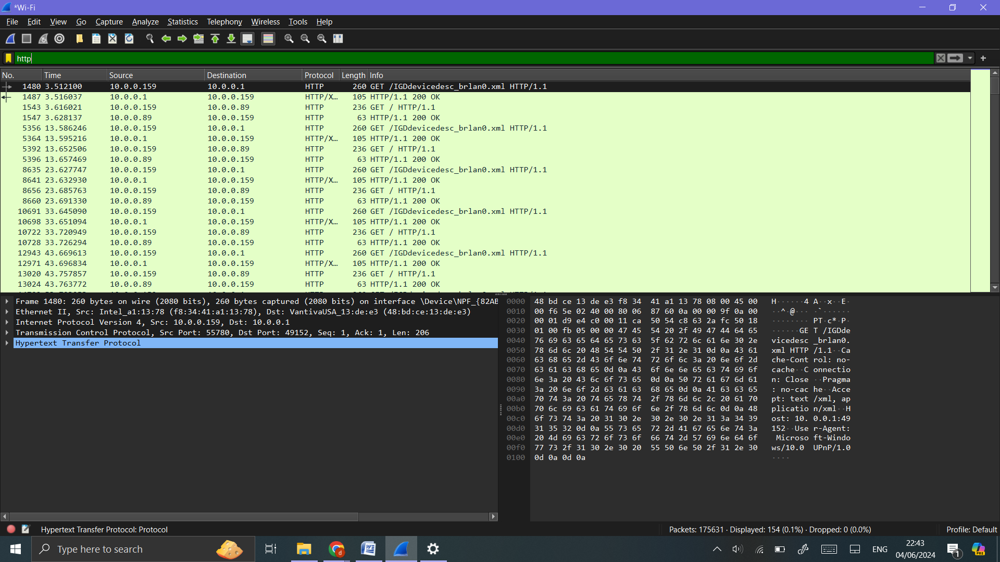 *Wi-Fi
File Edit View Go Capture Analyze Statistics Telephony Wireless Tools Help
http
No. Time Source Destination Protocol Length Info
1480 3.512100 10.0.0.159 10.0.0.1 HTTP 260 GET /IGDdevicedesc_brlan0.xml HTTP/1.1
1487 3.516037 10.0.0.1 10.0.0.159 HTTP/X… 105 HTTP/1.1 200 OK
1543 3.616021 10.0.0.159 10.0.0.89 HTTP 236 GET / HTTP/1.1
1547 3.628137 10.0.0.89 10.0.0.159 HTTP 63 HTTP/1.1 200 OK
5356 13.586246 10.0.0.159 10.0.0.1 HTTP 260 GET /IGDdevicedesc_brlan0.xml HTTP/1.1
5364 13.595216 10.0.0.1 10.0.0.159 HTTP/X… 105 HTTP/1.1 200 OK
5392 13.652506 10.0.0.159 10.0.0.89 HTTP 236 GET / HTTP/1.1
5396 13.657469 10.0.0.89 10.0.0.159 HTTP 63 HTTP/1.1 200 OK
8635 23.627747 10.0.0.159 10.0.0.1 HTTP 260 GET /IGDdevicedesc_brlan0.xml HTTP/1.1
8641 23.632930 10.0.0.1 10.0.0.159 HTTP/X… 105 HTTP/1.1 200 OK
8656 23.685763 10.0.0.159 10.0.0.89 HTTP 236 GET / HTTP/1.1
8660 23.691330 10.0.0.89 10.0.0.159 HTTP 63 HTTP/1.1 200 OK
10691 33.645090 10.0.0.159 10.0.0.1 HTTP 260 GET /IGDdevicedesc_brlan0.xml HTTP/1.1
10698 33.651094 10.0.0.1 10.0.0.159 HTTP/X… 105 HTTP/1.1 200 OK
10722 33.720949 10.0.0.159 10.0.0.89 HTTP 236 GET / HTTP/1.1
10728 33.726294 10.0.0.89 10.0.0.159 HTTP 63 HTTP/1.1 200 OK
12943 43.669613 10.0.0.159 10.0.0.1 HTTP 260 GET /IGDdevicedesc_brlan0.xml HTTP/1.1
12971 43.696834 10.0.0.1 10.0.0.159 HTTP/X… 105 HTTP/1.1 200 OK
13020 43.757857 10.0.0.159 10.0.0.89 HTTP 236 GET / HTTP/1.1
13024 43.763772 10.0.0.89 10.0.0.159 HTTP 63 HTTP/1.1 200 OK
Frame 1480: 260 bytes on wire (2080 bits), 260 bytes captured (2080 bits) on interface \Device\NPF_{82AB
Ethernet II, Src: Intel_a1:13:78 (f8:34:41:a1:13:78), Dst: VantivaUSA_13:de:e3 (48:bd:ce:13:de:e3)
Internet Protocol Version 4, Src: 10.0.0.159, Dst: 10.0.0.1
Transmission Control Protocol, Src Port: 55780, Dst Port: 49152, Seq: 1, Ack: 1, Len: 206
Hypertext Transfer Protocol
0000 48 bd ce 13 de e3 f8 34 41 a1 13 78 08 00 45 00 H······4 A··x··E·
0010 00 f6 5e 02 40 00 80 06 87 60 0a 00 00 9f 0a 00 ··^·@··· ·`······
0020 00 01 d9 e4 c0 00 11 ca 50 54 c8 63 2a fc 50 18 ········ PT·c*·P·
0030 01 00 fb 05 00 00 47 45 54 20 2f 49 47 44 64 65 ······GE T /IGDde
0040 76 69 63 65 64 65 73 63 5f 62 72 6c 61 6e 30 2e vicedesc _brlan0.
0050 78 6d 6c 20 48 54 54 50 2f 31 2e 31 0d 0a 43 61 xml HTTP /1.1··Ca
0060 63 68 65 2d 43 6f 6e 74 72 6f 6c 3a 20 6e 6f 2d che-Cont rol: no-
0070 63 61 63 68 65 0d 0a 43 6f 6e 6e 65 63 74 69 6f cache··C onnectio
0080 6e 3a 20 43 6c 6f 73 65 0d 0a 50 72 61 67 6d 61 n: Close ··Pragma
0090 3a 20 6e 6f 2d 63 61 63 68 65 0d 0a 41 63 63 65 : no-cac he··Acce
00a0 70 74 3a 20 74 65 78 74 2f 78 6d 6c 2c 20 61 70 pt: text /xml, ap
00b0 70 6c 69 63 61 74 69 6f 6e 2f 78 6d 6c 0d 0a 48 plicatio n/xml··H
00c0 6f 73 74 3a 20 31 30 2e 30 2e 30 2e 31 3a 34 39 ost: 10. 0.0.1:49
00d0 31 35 32 0d 0a 55 73 65 72 2d 41 67 65 6e 74 3a 152··Use r-Agent:
00e0 20 4d 69 63 72 6f 73 6f 66 74 2d 57 69 6e 64 6f Microso ft-Windo
00f0 77 73 2f 31 30 2e 30 20 55 50 6e 50 2f 31 2e 30 ws/10.0 UPnP/1.0
0100 0d 0a 0d 0a ····
Hypertext Transfer Protocol: Protocol
Packets: 175631 · Displayed: 154 (0.1%) · Dropped: 0 (0.0%)
Profile: Default
Type here to search
ENG
22:43
04/06/2024
1
PRE